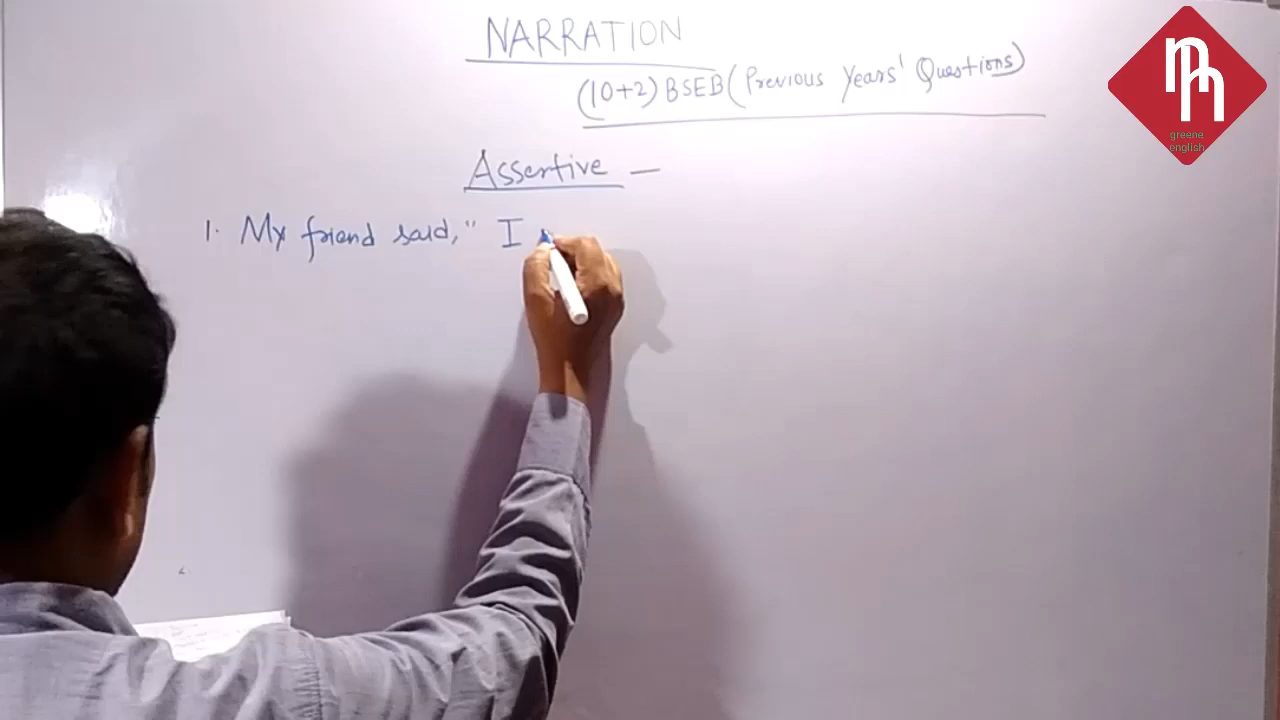 NARRATION
(10+2) BSEB (Previous Years' Questions)
Assertive —
1. My friend said, " I
greene
english